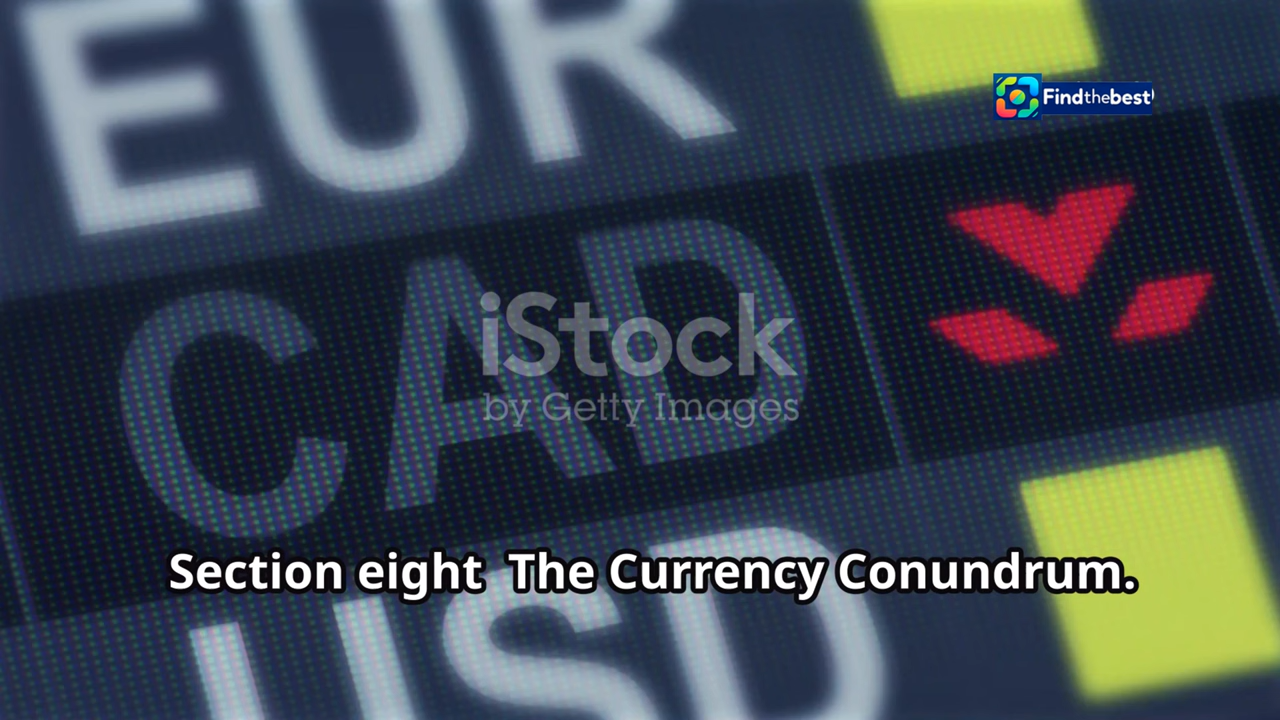 EUR
Findthebest
CAD
iStock
by Getty Images
Section eight The Currency Conundrum.
USD